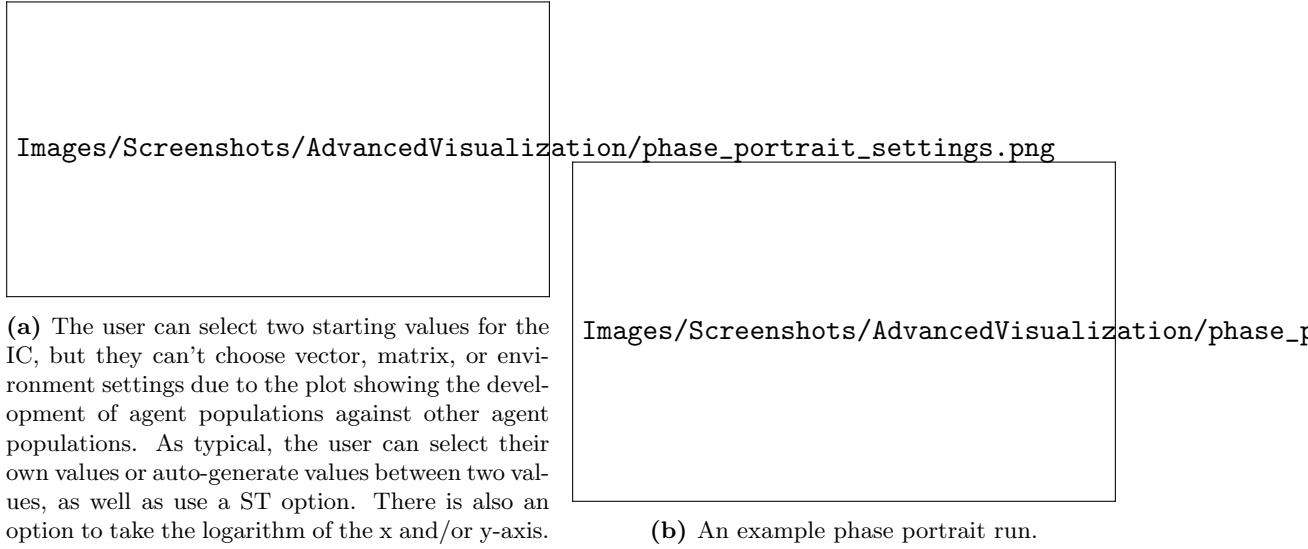 Images/Screenshots/AdvancedVisualization/phase_portrait_settings.png
(a) The user can select two starting values for the
IC, but they can't choose vector, matrix, or envi-
ronment settings due to the plot showing the devel-
opment of agent populations against other agent
populations. As typical, the user can select their
own values or auto-generate values between two val-
ues, as well as use a ST option. There is also an
option to take the logarithm of the x and/or y-axis.
Images/Screenshots/AdvancedVisualization/phase_p
(b) An example phase portrait run.